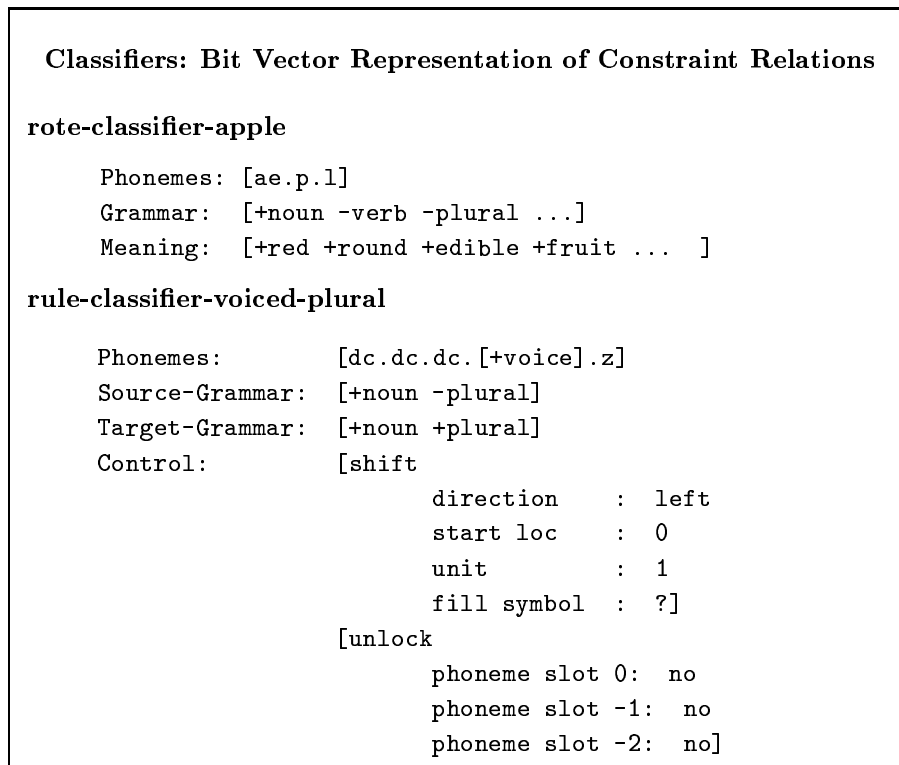 Classifiers: Bit Vector Representation of Constraint Relations
rote-classifier-apple
Phonemes: [ae.p.l]
Grammar: [+noun -verb -plural ...]
Meaning: [+red +round +edible +fruit ... ]
rule-classifier-voiced-plural
Phonemes: [dc.dc.dc.[+voice].z]
Source-Grammar: [+noun -plural]
Target-Grammar: [+noun +plural]
Control: [shift
direction : left
start loc : 0
unit : 1
fill symbol : ?]
[unlock
phoneme slot 0: no
phoneme slot -1: no
phoneme slot -2: no]